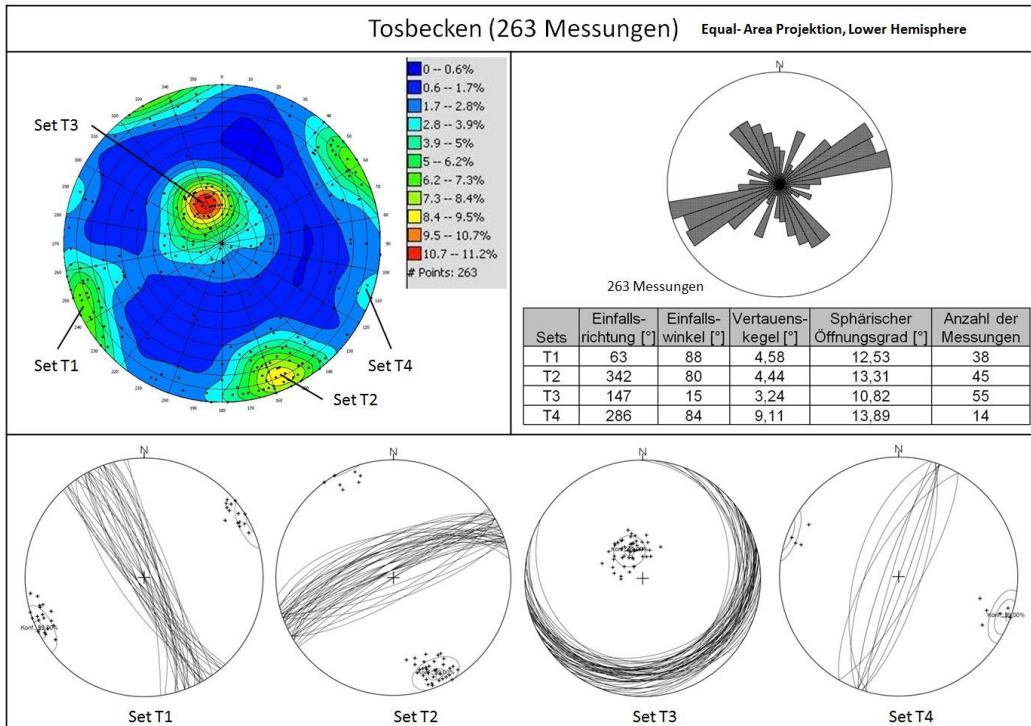 Tosbecken (263 Messungen) Equal- Area Projektion, Lower Hemisphere
Set T3
Set T1
Set T2
Set T4
0 -- 0.6%
0.6 -- 1.7%
1.7 -- 2.8%
2.8 -- 3.9%
3.9 -- 5%
5 -- 6.2%
6.2 -- 7.3%
7.3 -- 8.4%
8.4 -- 9.5%
9.5 -- 10.7%
10.7 -- 11.2%
# Points: 263
N
263 Messungen
Sets Einfalls-richtung [°] Einfalls-winkel [°] Vertauens-kegel [°] Sphärischer Öffnungsgrad [°] Anzahl der Messungen
T1 63 88 4,58 12,53 38
T2 342 80 4,44 13,31 45
T3 147 15 3,24 10,82 55
T4 286 84 9,11 13,89 14
N
N
N
N
Set T1
Set T2
Set T3
Set T4